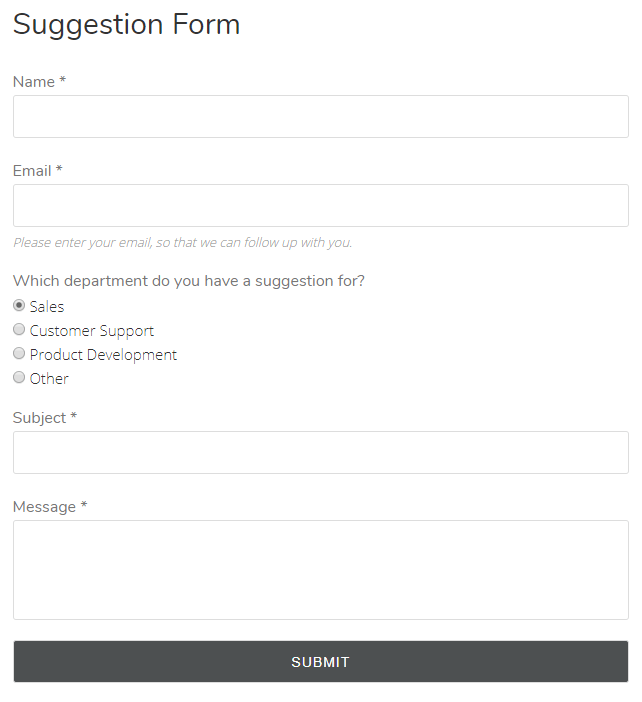 Suggestion Form
Name *
Email *
Please enter your email, so that we can follow up with you.
Which department do you have a suggestion for?
Sales
Customer Support
Product Development
Other
Subject *
Message *
SUBMIT